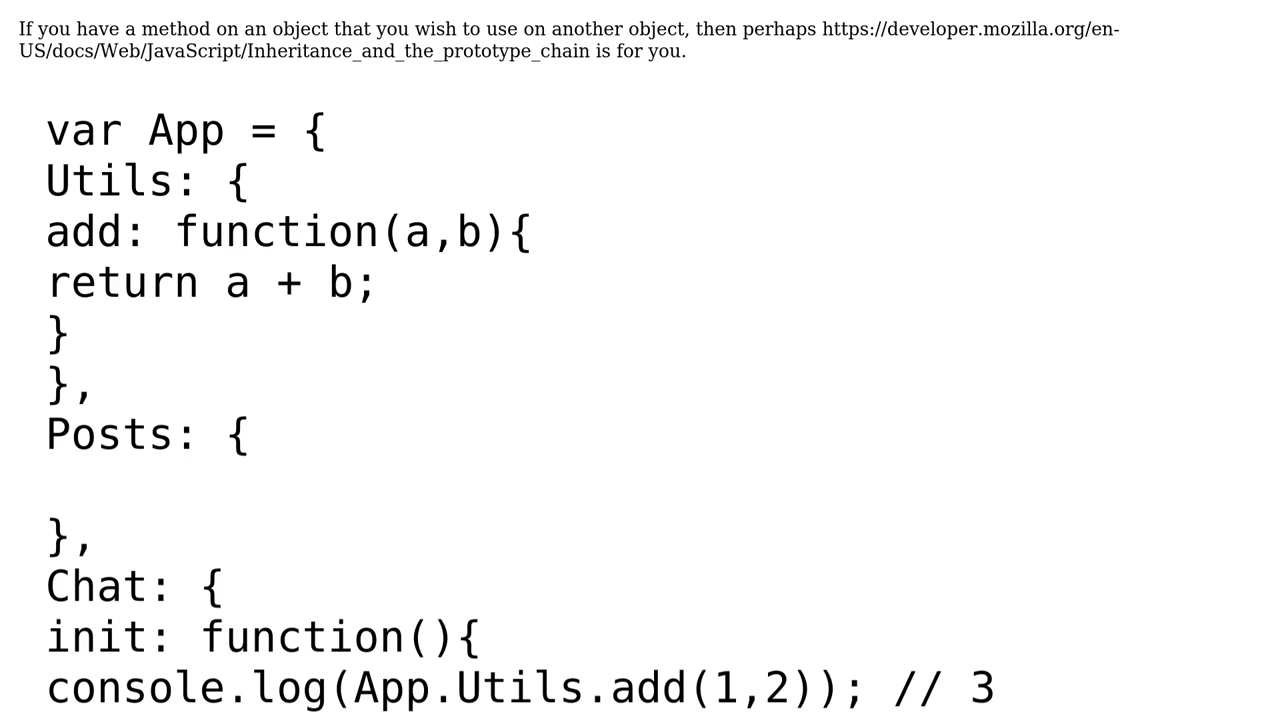 If you have a method on an object that you wish to use on another object, then perhaps https://developer.mozilla.org/en-
US/docs/Web/JavaScript/Inheritance_and_the_prototype_chain is for you.
var App = {
Utils: {
add: function(a,b){
return a + b;
}
},
Posts: {
},
Chat: {
init: function(){
console.log(App.Utils.add(1,2)); // 3